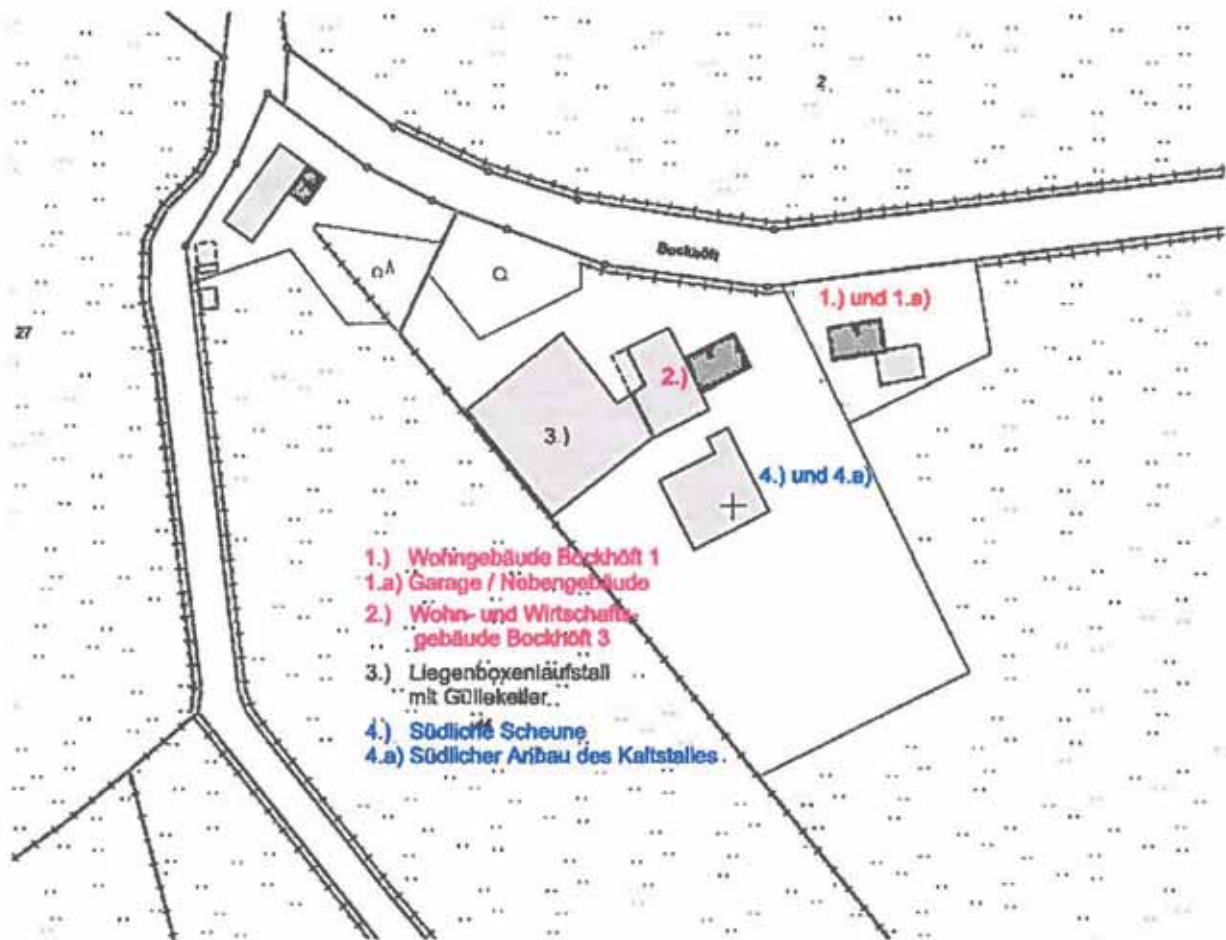 2
Bockhöft
1.) und 1.a)
27
2.)
3.)
4.) und 4.a)
1.) Wohngebäude Bockhöft 1
1.a) Garage / Nebengebäude
2.) Wohn- und Wirtschafts-
gebäude Bockhöft 3
3.) Liegenboxenlaufstall
mit Güllekeller
44
4.) Südliche Scheune
4.a) Südlicher Anbau des Kaltstalles